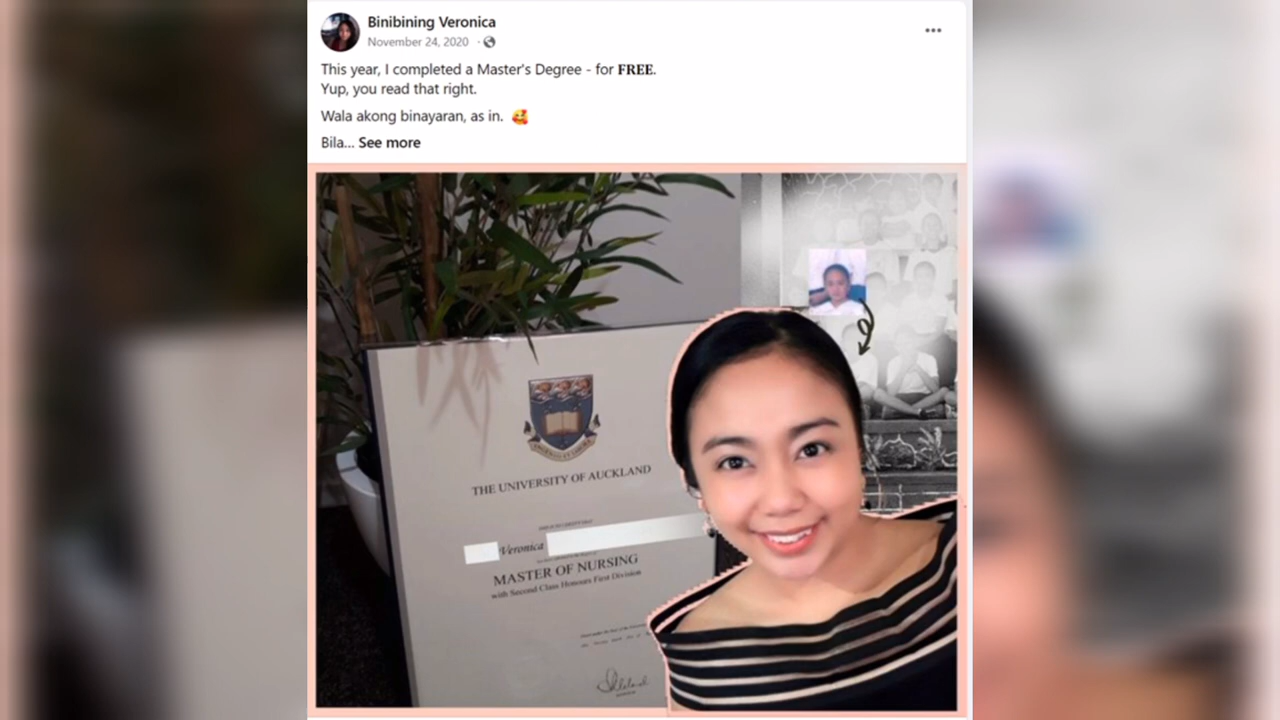 Binibining Veronica
November 24, 2020 ·
This year, I completed a Master's Degree - for FREE.
Yup, you read that right.
Wala akong binayaran, as in. 🥰
Bila... See more
THE UNIVERSITY OF AUCKLAND
Veronica
MASTER OF NURSING
with Second Class Honours First Division